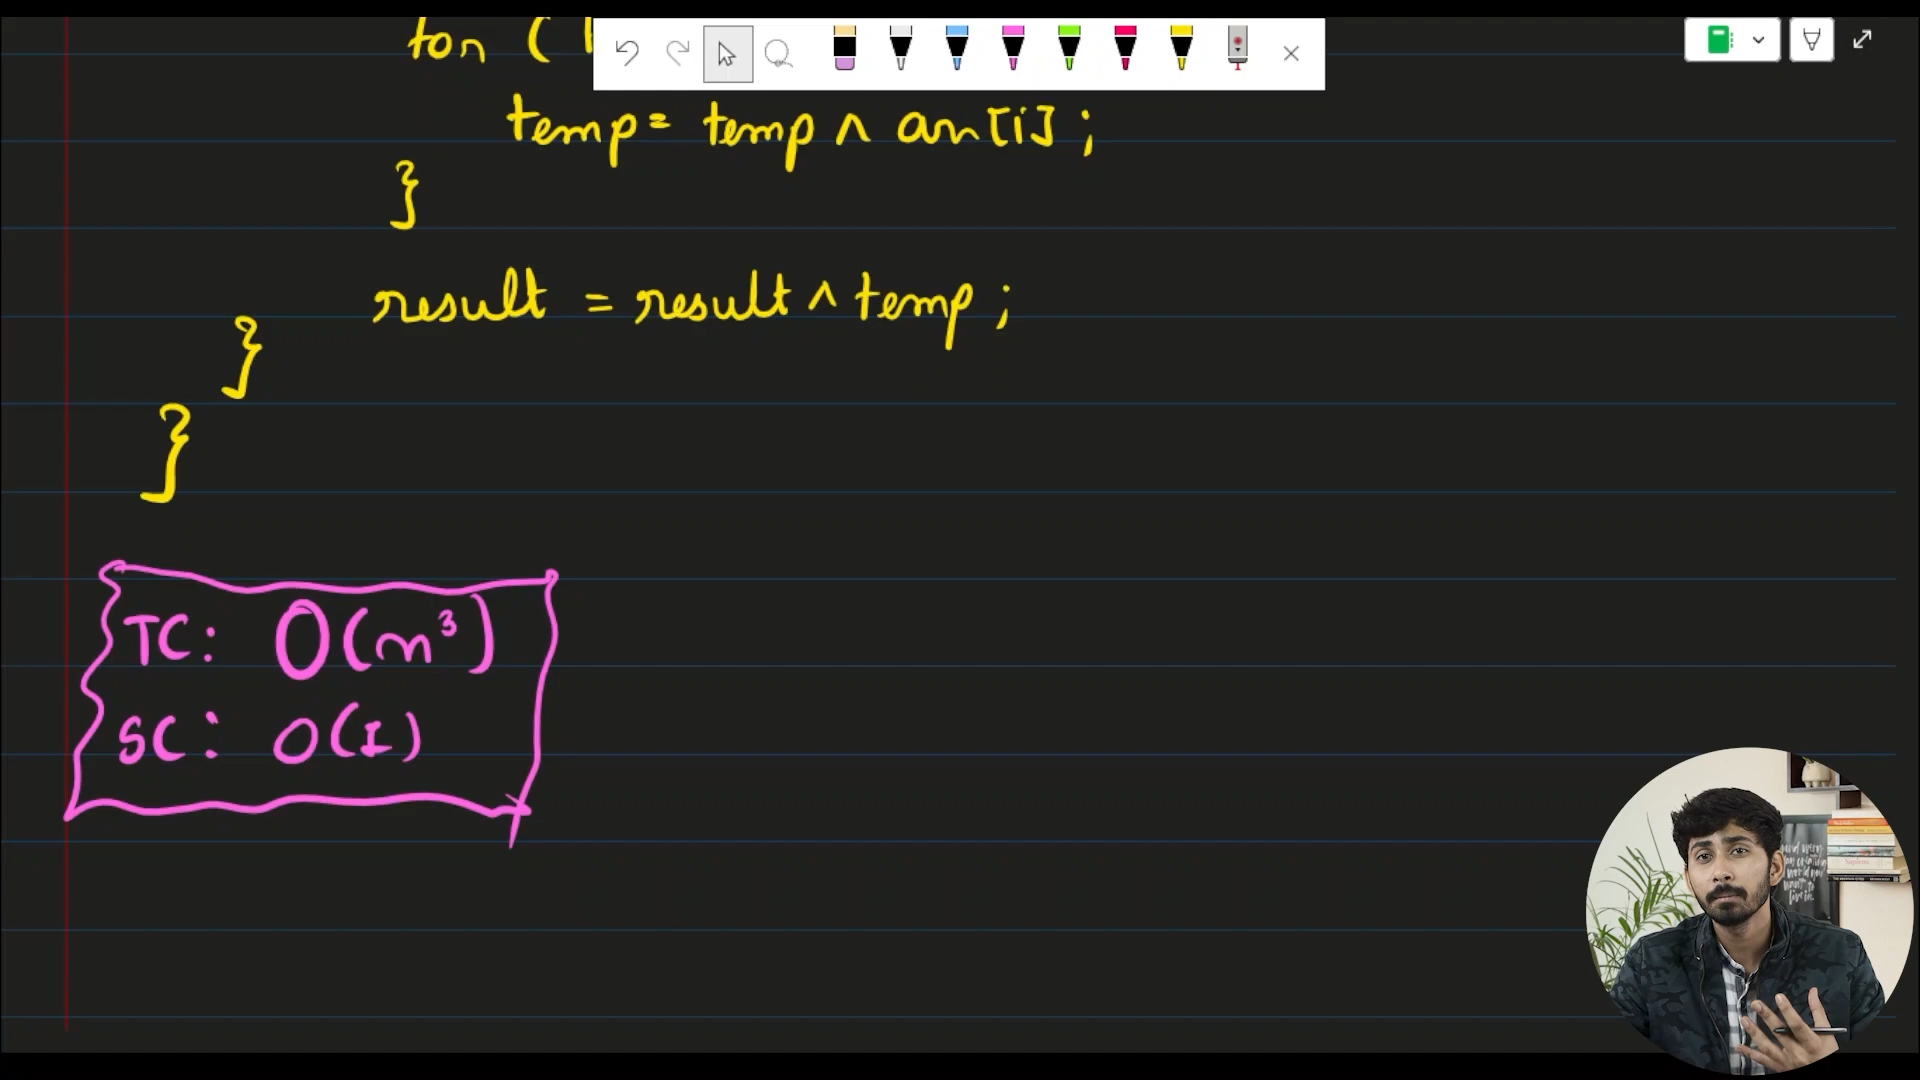 for (
temp = temp ^ arr[i] ;
}
result = result ^ temp ;
}
}
TC: O(n³)
SC: O(1)